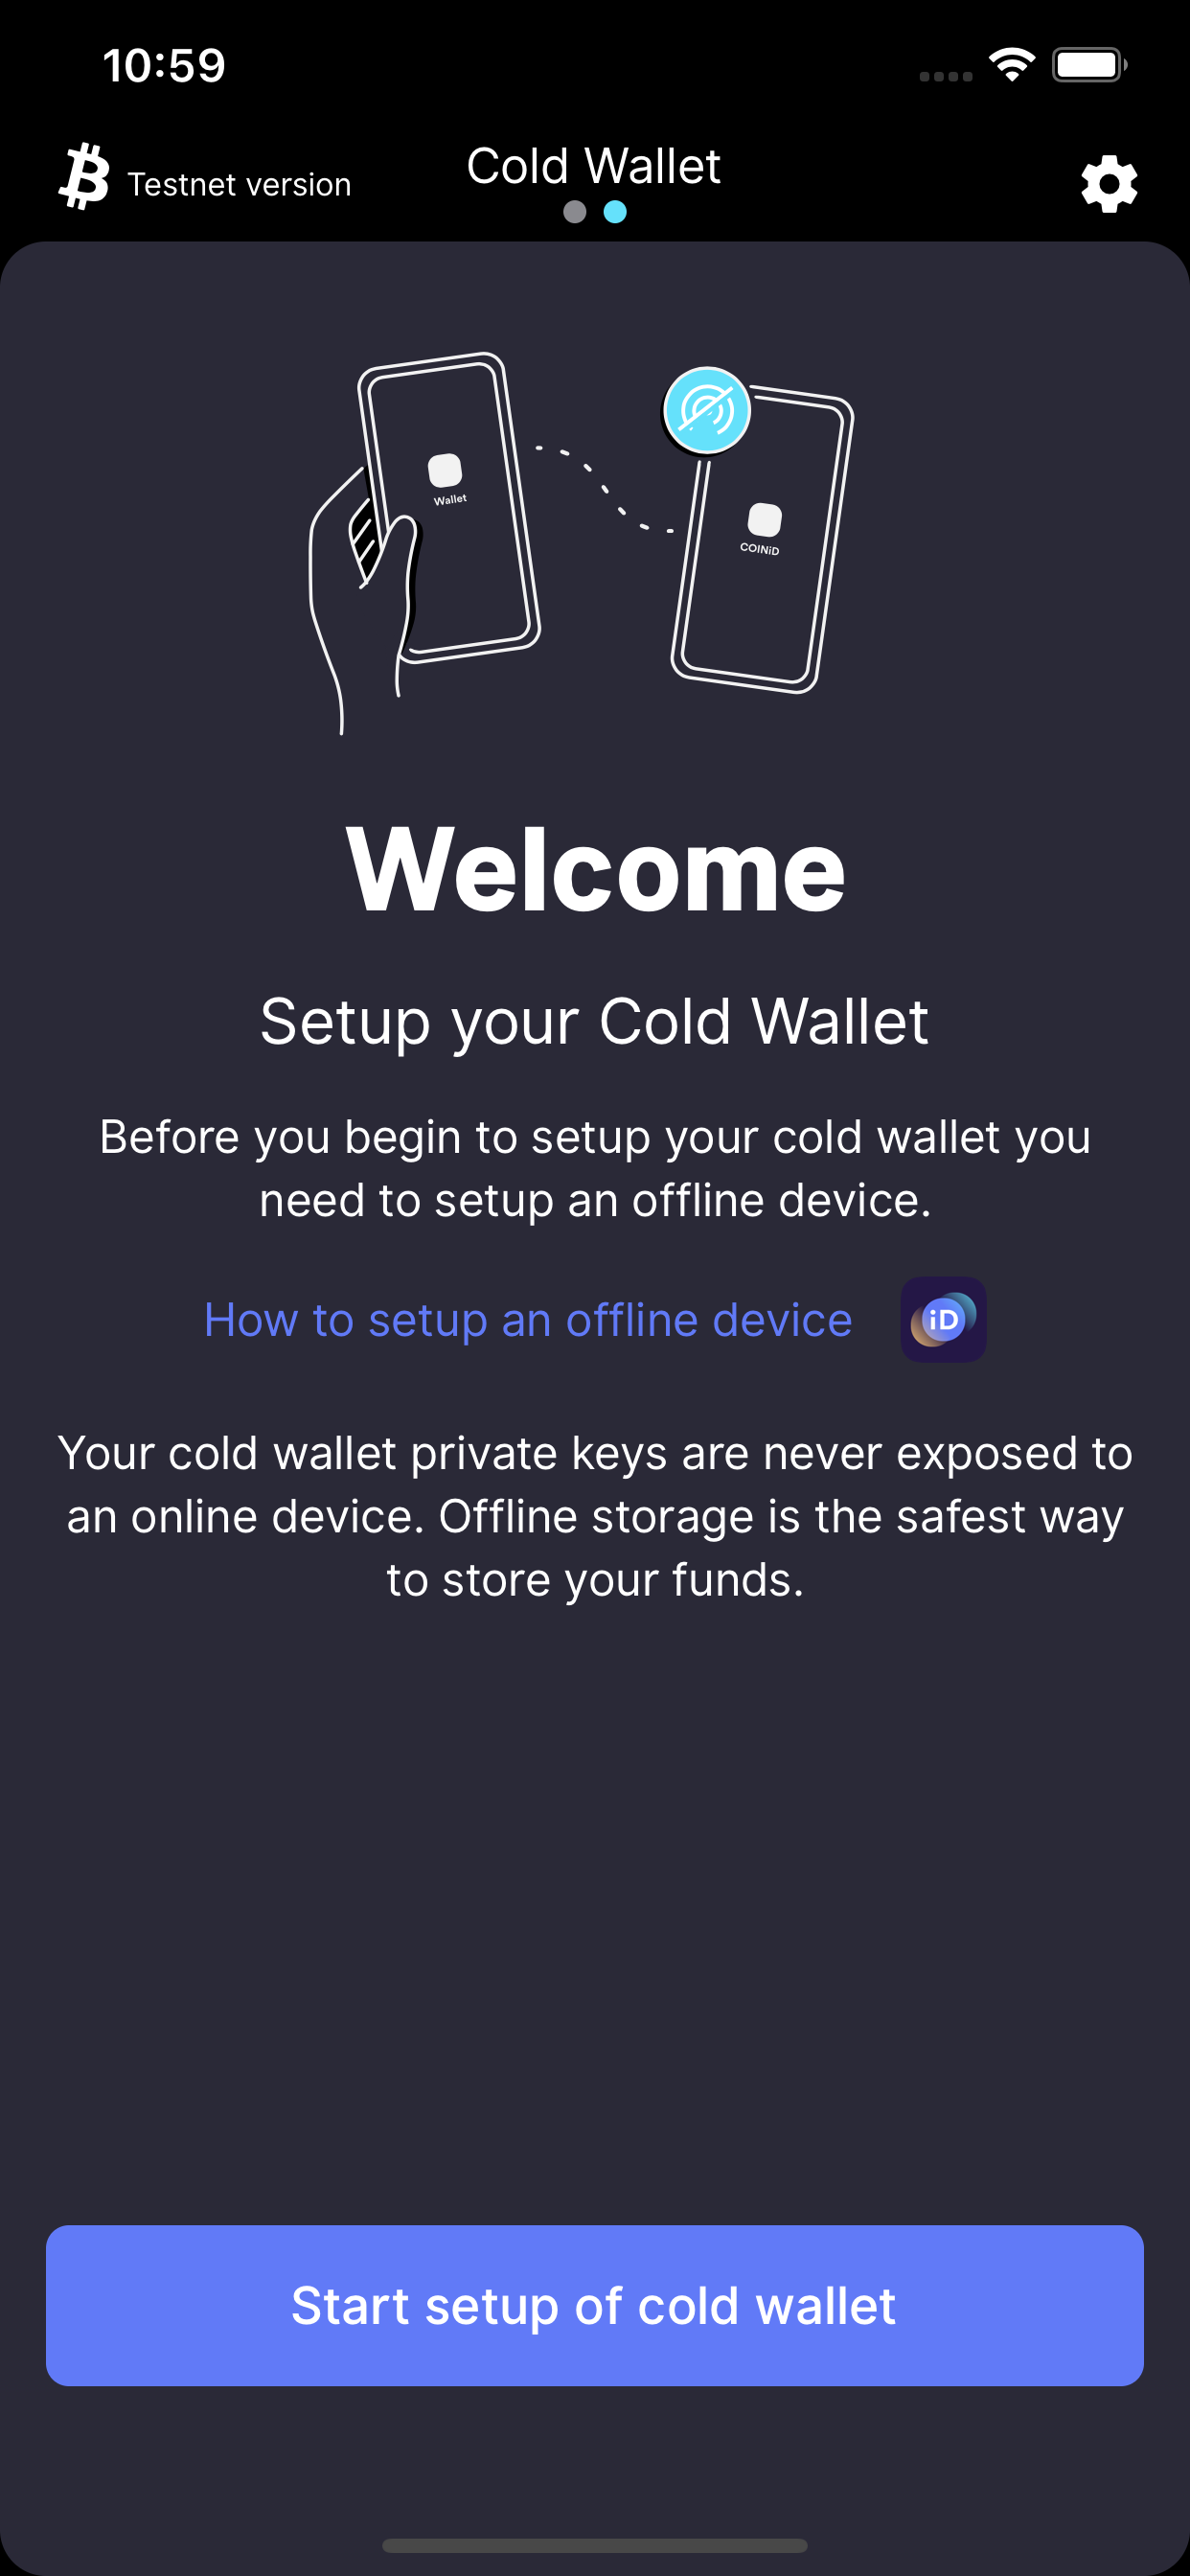 10:59
Testnet version
Cold Wallet
Wallet
COINiD
Welcome
Setup your Cold Wallet
Before you begin to setup your cold wallet you
need to setup an offline device.
How to setup an offline device
iD
Your cold wallet private keys are never exposed to
an online device. Offline storage is the safest way
to store your funds.
Start setup of cold wallet